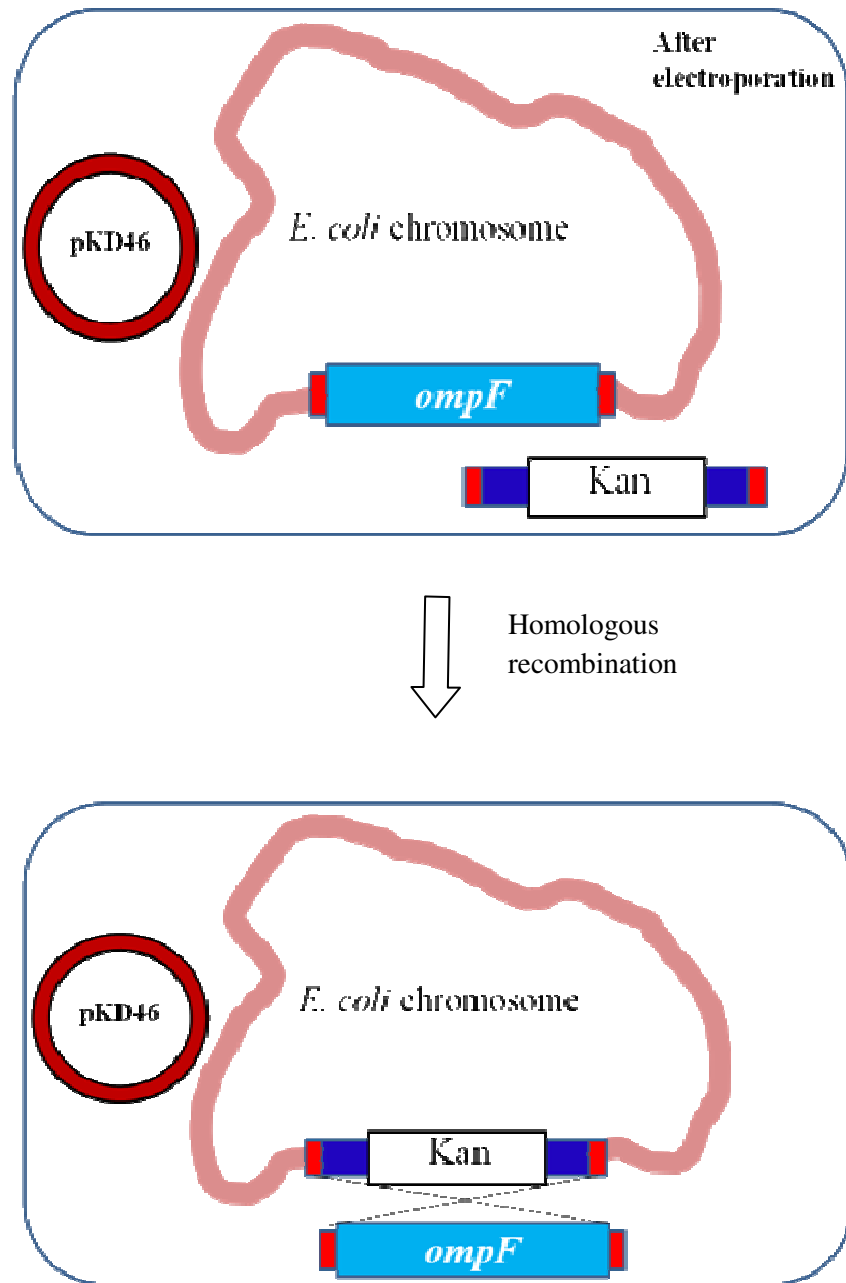 After
electroporation
pKD46
E. coli chromosome
ompF
Kan
Homologous
recombination
pKD46
E. coli chromosome
Kan
ompF